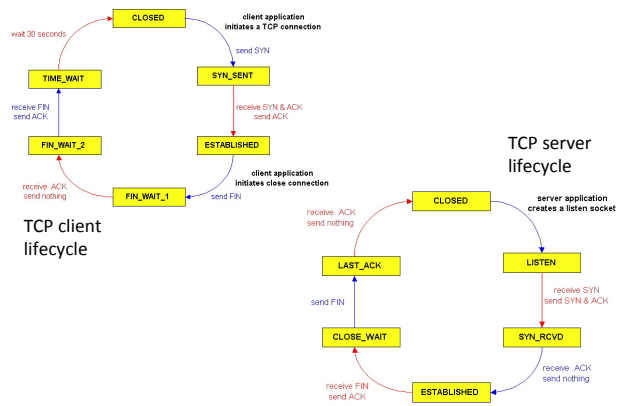 CLOSED
client application
initiates a TCP connection
wait 30 seconds
send SYN
TIME_WAIT
SYN_SENT
receive FIN
send ACK
receive SYN & ACK
send ACK
FIN_WAIT_2
ESTABLISHED
client application
initiates close connection
receive ACK
send nothing
FIN_WAIT_1
send FIN
TCP client
lifecycle
TCP server
lifecycle
CLOSED
server application
creates a listen socket
receive ACK
send nothing
LAST_ACK
LISTEN
send FIN
receive SYN
send SYN & ACK
CLOSE_WAIT
SYN_RCVD
receive FIN
send ACK
ESTABLISHED
receive ACK
send nothing